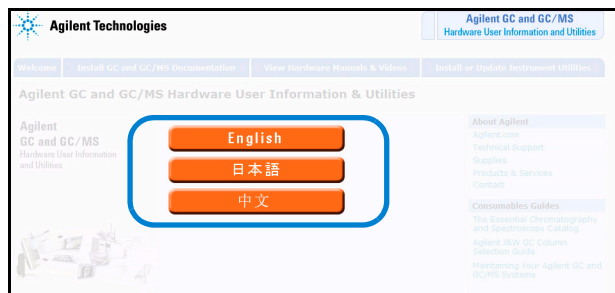 Agilent Technologies
Agilent GC and GC/MS
Hardware User Information and Utilities
Welcome
Install GC and GC/MS Documentation
View Hardware Manuals & Videos
Install or Update Instrument Utilities
Agilent GC and GC/MS Hardware User Information & Utilities
Agilent
GC and GC/MS
Hardware User Information
and Utilities
English
日本語
中文
About Agilent
Agilent.com
Technical Support
Supplies
Products & Services
Contact
Consumables Guides
The Essential Chromatography
and Spectroscopy Catalog
Agilent J&W GC Column
Selection Guide
Maintaining Your Agilent GC and
GC/MS Systems